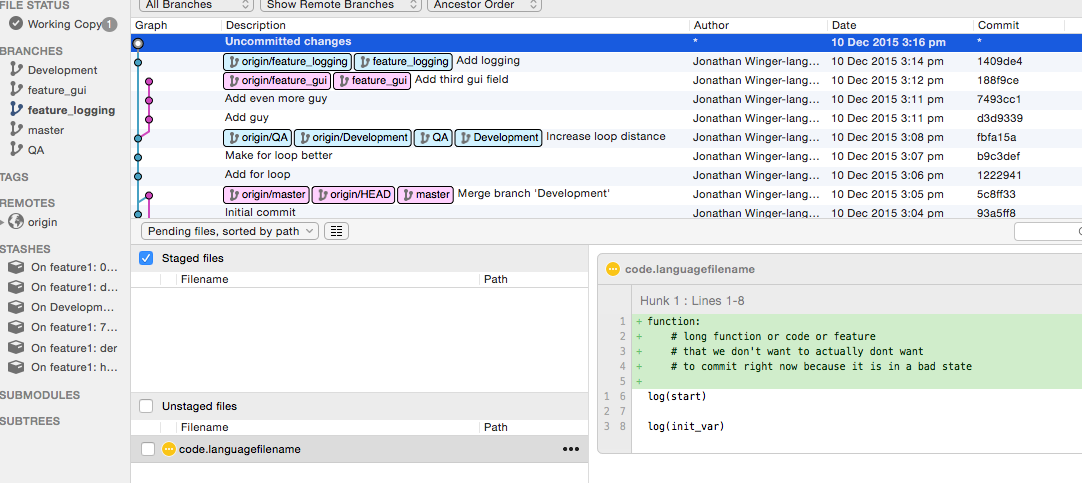 FILE STATUS
Working Copy 1
BRANCHES
Development
feature_gui
feature_logging
master
QA
TAGS
REMOTES
origin
STASHES
On feature1: 0...
On feature1: d...
On Developm...
On feature1: 7...
On feature1: der
On feature1: h...
SUBMODULES
SUBTREES
All Branches Show Remote Branches Ancestor Order
Graph Description Author Date Commit
Uncommitted changes * 10 Dec 2015 3:16 pm *
origin/feature_logging feature_logging Add logging Jonathan Winger-lang... 10 Dec 2015 3:14 pm 1409de4
origin/feature_gui feature_gui Add third gui field Jonathan Winger-lang... 10 Dec 2015 3:12 pm 188f9ce
Add even more guy Jonathan Winger-lang... 10 Dec 2015 3:11 pm 7493cc1
Add guy Jonathan Winger-lang... 10 Dec 2015 3:11 pm d3d9339
origin/QA origin/Development QA Development Increase loop distance Jonathan Winger-lang... 10 Dec 2015 3:08 pm fbfa15a
Make for loop better Jonathan Winger-lang... 10 Dec 2015 3:07 pm b9c3def
Add for loop Jonathan Winger-lang... 10 Dec 2015 3:06 pm 1222941
origin/master origin/HEAD master Merge branch 'Development' Jonathan Winger-lang... 10 Dec 2015 3:05 pm 5c8ff33
Initial commit Jonathan Winger-lang... 10 Dec 2015 3:04 pm 93a5ff8
Pending files, sorted by path
Staged files
Filename Path
Unstaged files
Filename Path
code.languagefilename •••
code.languagefilename
Hunk 1 : Lines 1-8
1 + function:
2 + # long function or code or feature
3 + # that we don't want to actually dont want
4 + # to commit right now because it is in a bad state
5 +
1 6 log(start)
2 7
3 8 log(init_var)